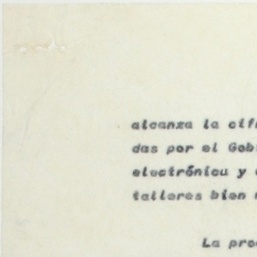 alcanza la cif
das por el Gob
electrónica y
talleres bien
La pro